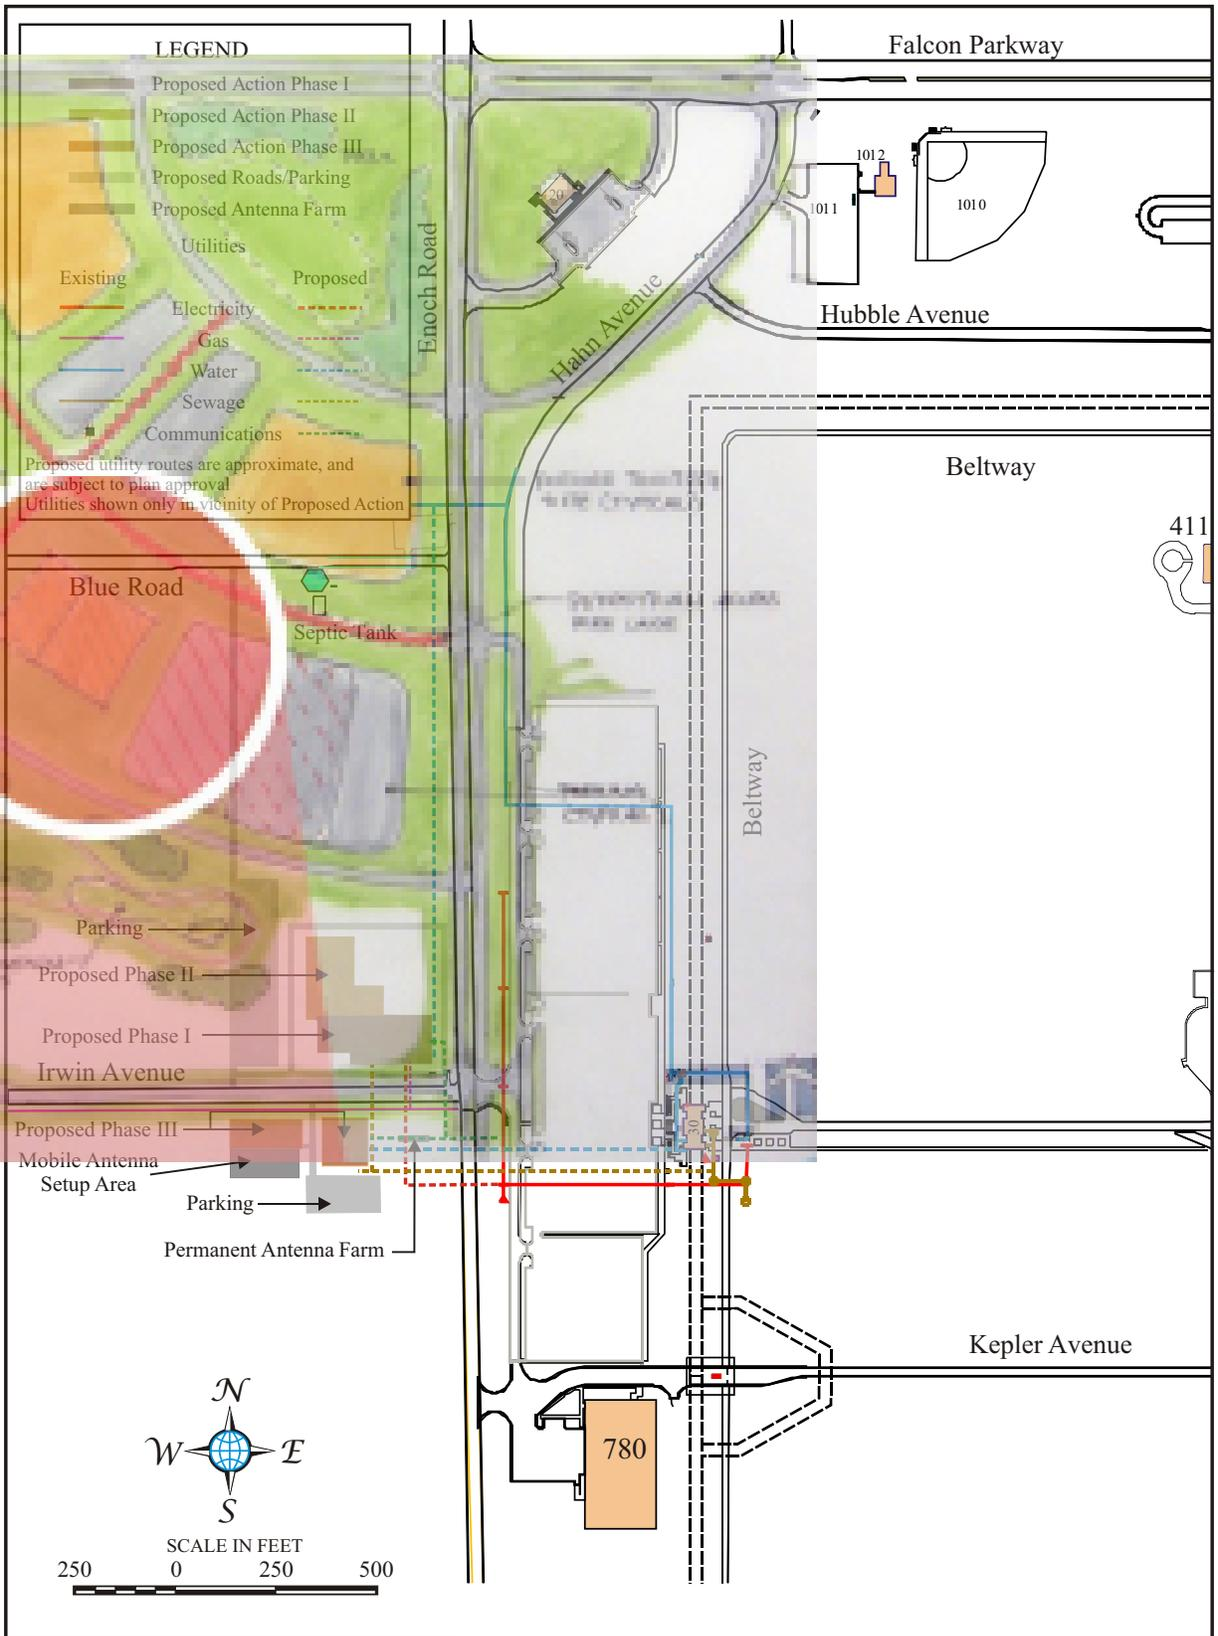 LEGEND
Proposed Action Phase I
Proposed Action Phase II
Proposed Action Phase III
Proposed Roads/Parking
Proposed Antenna Farm
Utilities
Existing Proposed
Electricity
Gas
Water
Sewage
Communications
Proposed utility routes are approximate, and
are subject to plan approval
Utilities shown only in vicinity of Proposed Action
Falcon Parkway
1012
1011
1010
20
Enoch Road
Hahn Avenue
Hubble Avenue
Beltway
411
Blue Road
Septic Tank
Beltway
Parking
Proposed Phase II
Proposed Phase I
Irwin Avenue
Proposed Phase III
30
Mobile Antenna
Setup Area
Parking
Permanent Antenna Farm
Kepler Avenue
780
N
W E
S
SCALE IN FEET
250 0 250 500